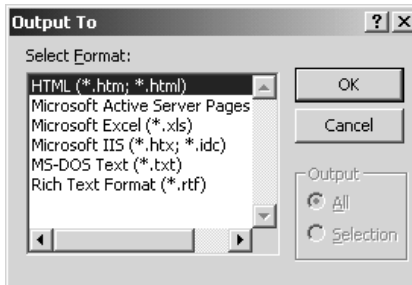 Output To
Select Format:
HTML (*.htm; *.html)
Microsoft Active Server Pages
Microsoft Excel (*.xls)
Microsoft IIS (*.htx; *.idc)
MS-DOS Text (*.txt)
Rich Text Format (*.rtf)
OK
Cancel
Output
All
Selection